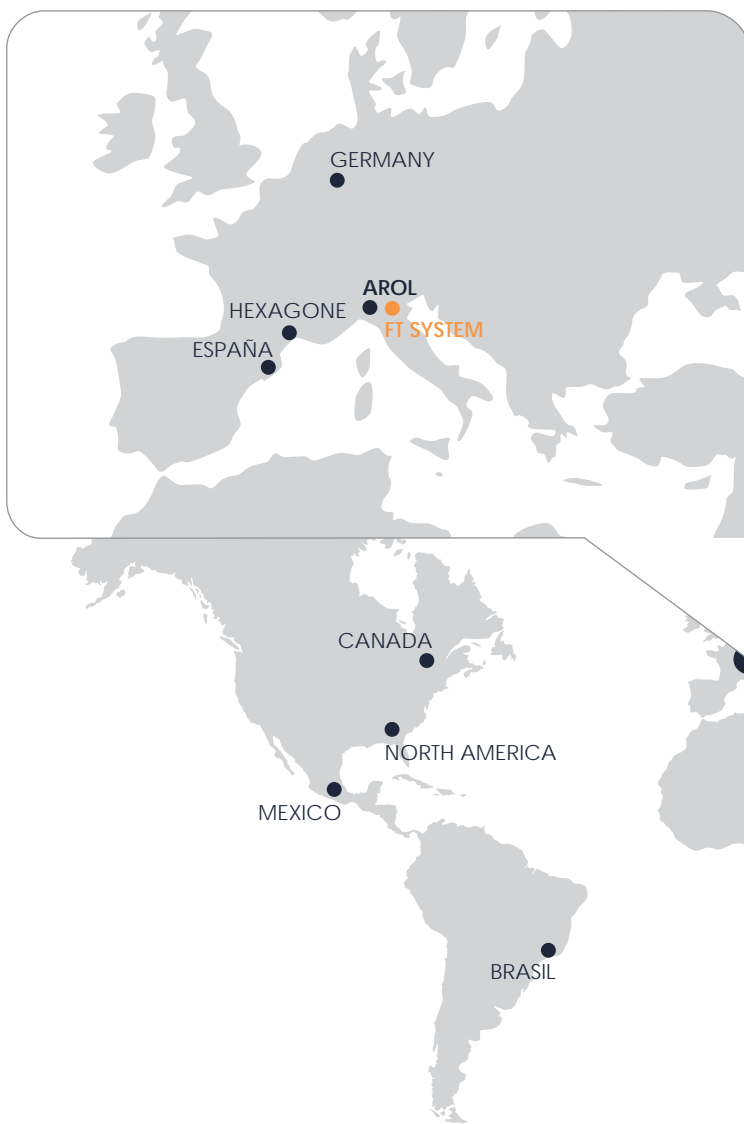 GERMANY
AROL
HEXAGONE
FT SYSTEM
ESPAÑA
CANADA
NORTH AMERICA
MEXICO
BRASIL